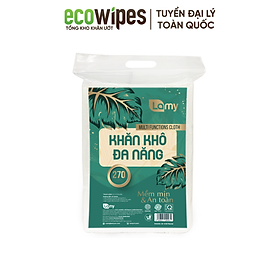 ecowipes
TỔNG KHO KHĂN ƯỚT
TUYỂN ĐẠI LÝ
TOÀN QUỐC
Lamy
MULTI FUNCTIONS CLOTH
KHĂN KHÔ
ĐA NĂNG
270
Mềm mịn
& An toàn
Lamy